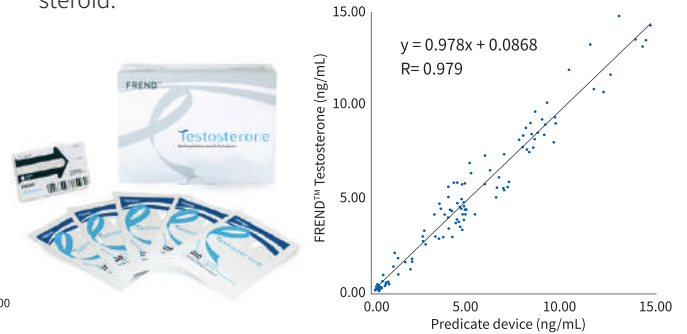 steroid.
FREND™
Testosterone
15.00
10.00
5.00
0.00
FREND™ Testosterone (ng/mL)
y = 0.978x + 0.0868
R= 0.979
0.00
5.00
10.00
15.00
Predicate device (ng/mL)
00